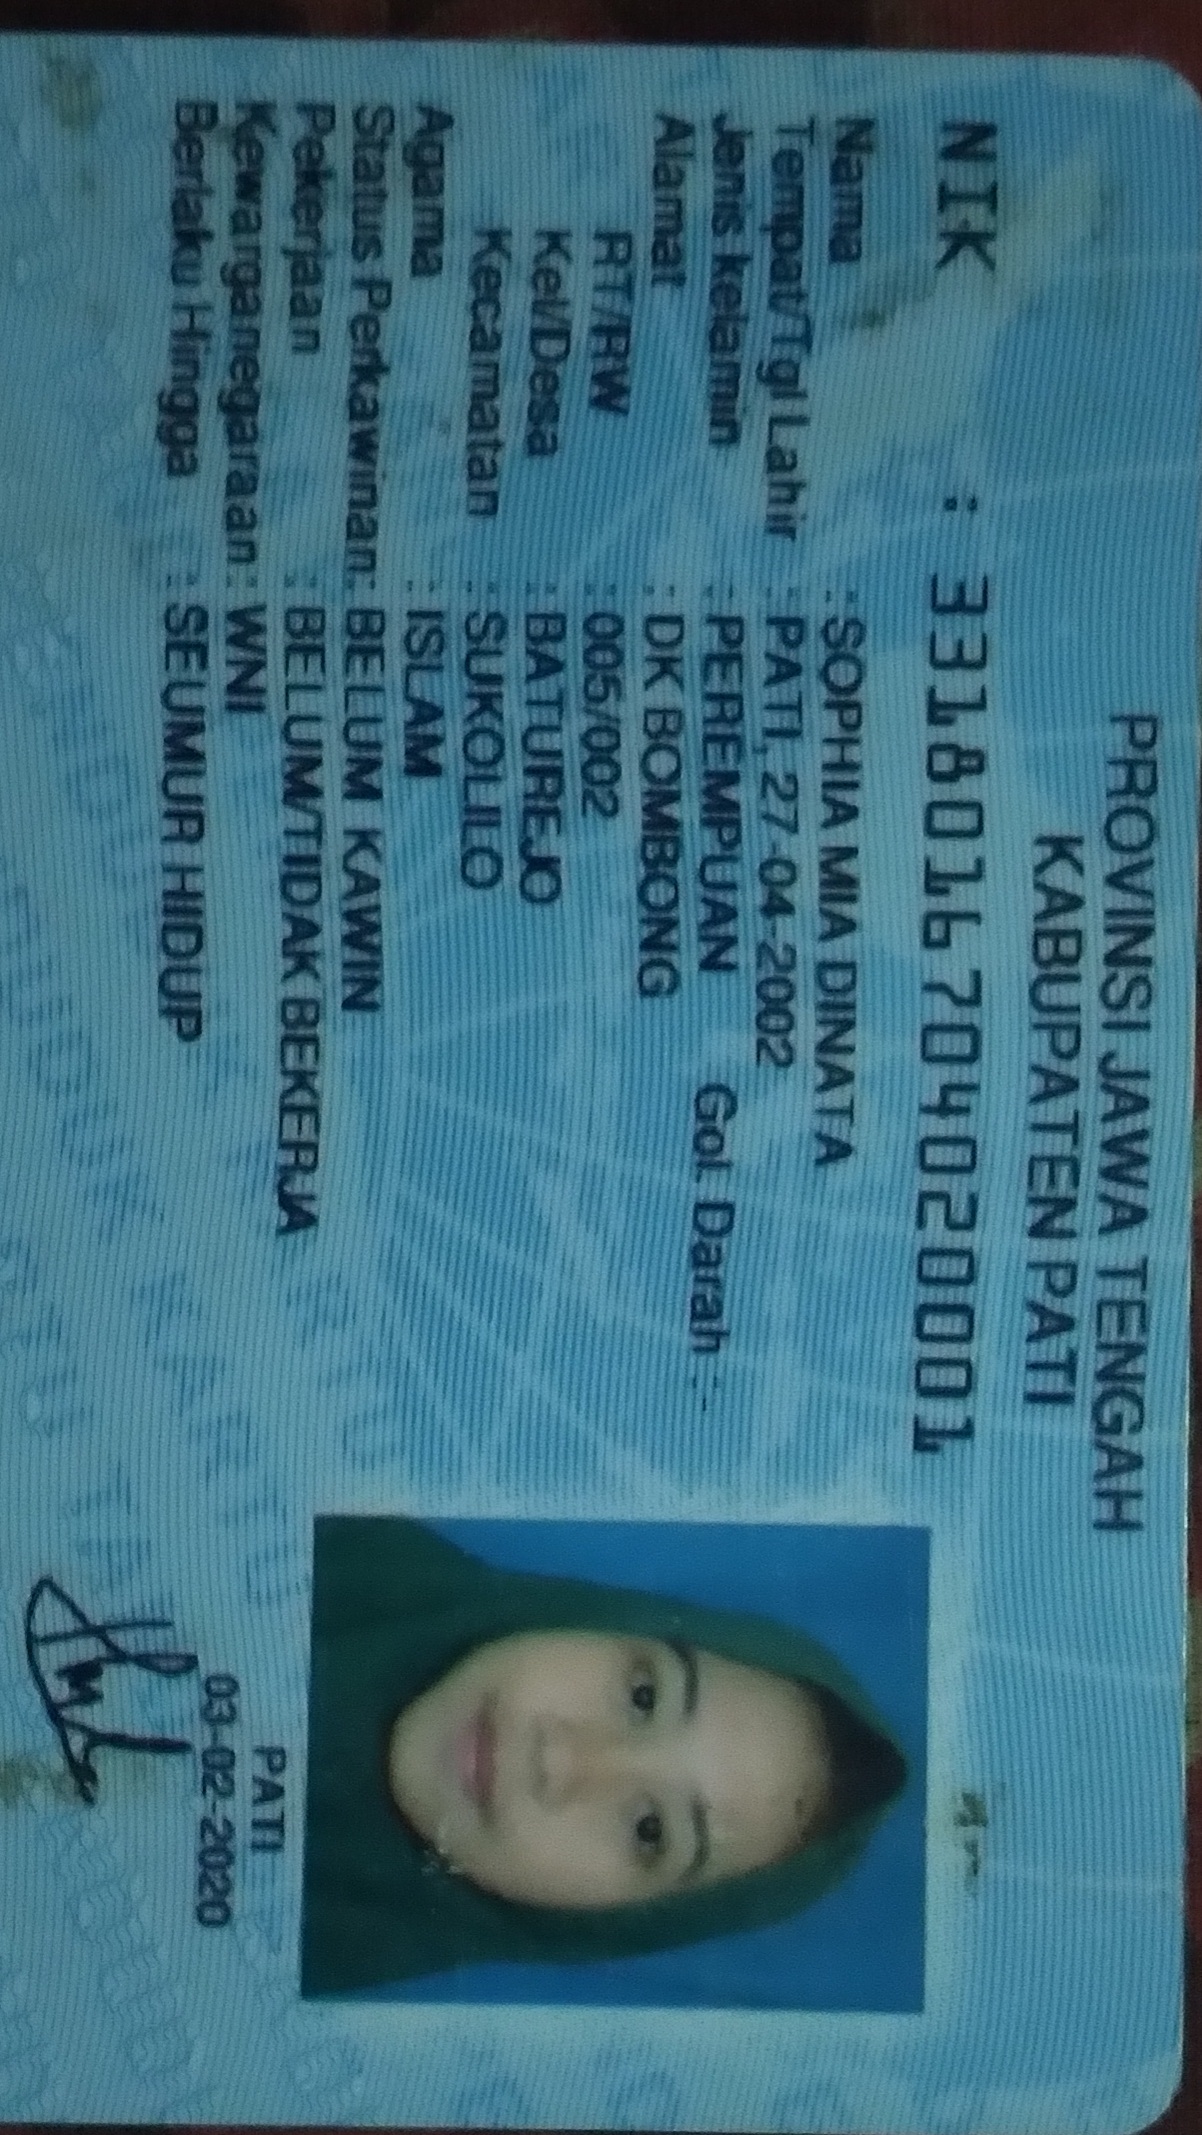 PROVINSI JAWA TENGAH
KABUPATEN PATI
NIK : 3318016704020001
Nama : SOPHIA MIA DINATA
Tempat/Tgl Lahir : PATI, 27-04-2002
Jenis kelamin : PEREMPUAN Gol. Darah :-
Alamat : DK BOMBONG
RT/RW : 005/002
Kel/Desa : BATUREJO
Kecamatan : SUKOLILO
Agama : ISLAM
Status Perkawinan: BELUM KAWIN
Pekerjaan : BELUM/TIDAK BEKERJA
Kewarganegaraan: WNI
Berlaku Hingga : SEUMUR HIDUP
PATI
03-02-2020